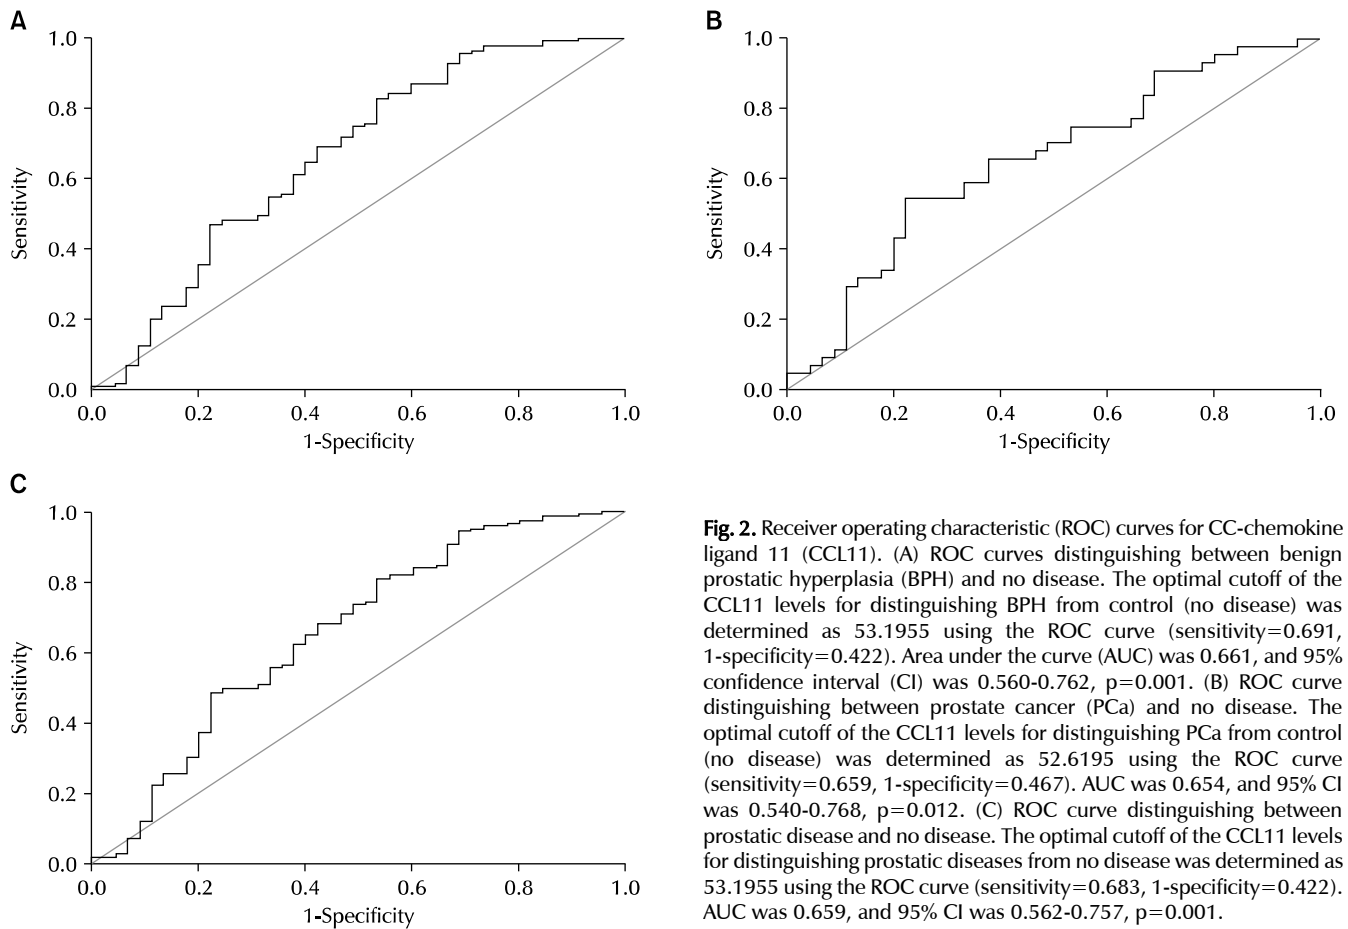 A
1.0
0.8
0.6
0.4
0.2
0.0
Sensitivity
0.0 0.2 0.4 0.6 0.8 1.0
1-Specificity
B
1.0
0.8
0.6
0.4
0.2
0.0
Sensitivity
0.0 0.2 0.4 0.6 0.8 1.0
1-Specificity
C
1.0
0.8
0.6
0.4
0.2
0.0
Sensitivity
0.0 0.2 0.4 0.6 0.8 1.0
1-Specificity
Fig. 2. Receiver operating characteristic (ROC) curves for CC-chemokine
ligand 11 (CCL11). (A) ROC curves distinguishing between benign
prostatic hyperplasia (BPH) and no disease. The optimal cutoff of the
CCL11 levels for distinguishing BPH from control (no disease) was
determined as 53.1955 using the ROC curve (sensitivity=0.691,
1-specificity=0.422). Area under the curve (AUC) was 0.661, and 95%
confidence interval (CI) was 0.560-0.762, p=0.001. (B) ROC curve
distinguishing between prostate cancer (PCa) and no disease. The
optimal cutoff of the CCL11 levels for distinguishing PCa from control
(no disease) was determined as 52.6195 using the ROC curve
(sensitivity=0.659, 1-specificity=0.467). AUC was 0.654, and 95% CI
was 0.540-0.768, p=0.012. (C) ROC curve distinguishing between
prostatic disease and no disease. The optimal cutoff of the CCL11 levels
for distinguishing prostatic diseases from no disease was determined as
53.1955 using the ROC curve (sensitivity=0.683, 1-specificity=0.422).
AUC was 0.659, and 95% CI was 0.562-0.757, p=0.001.